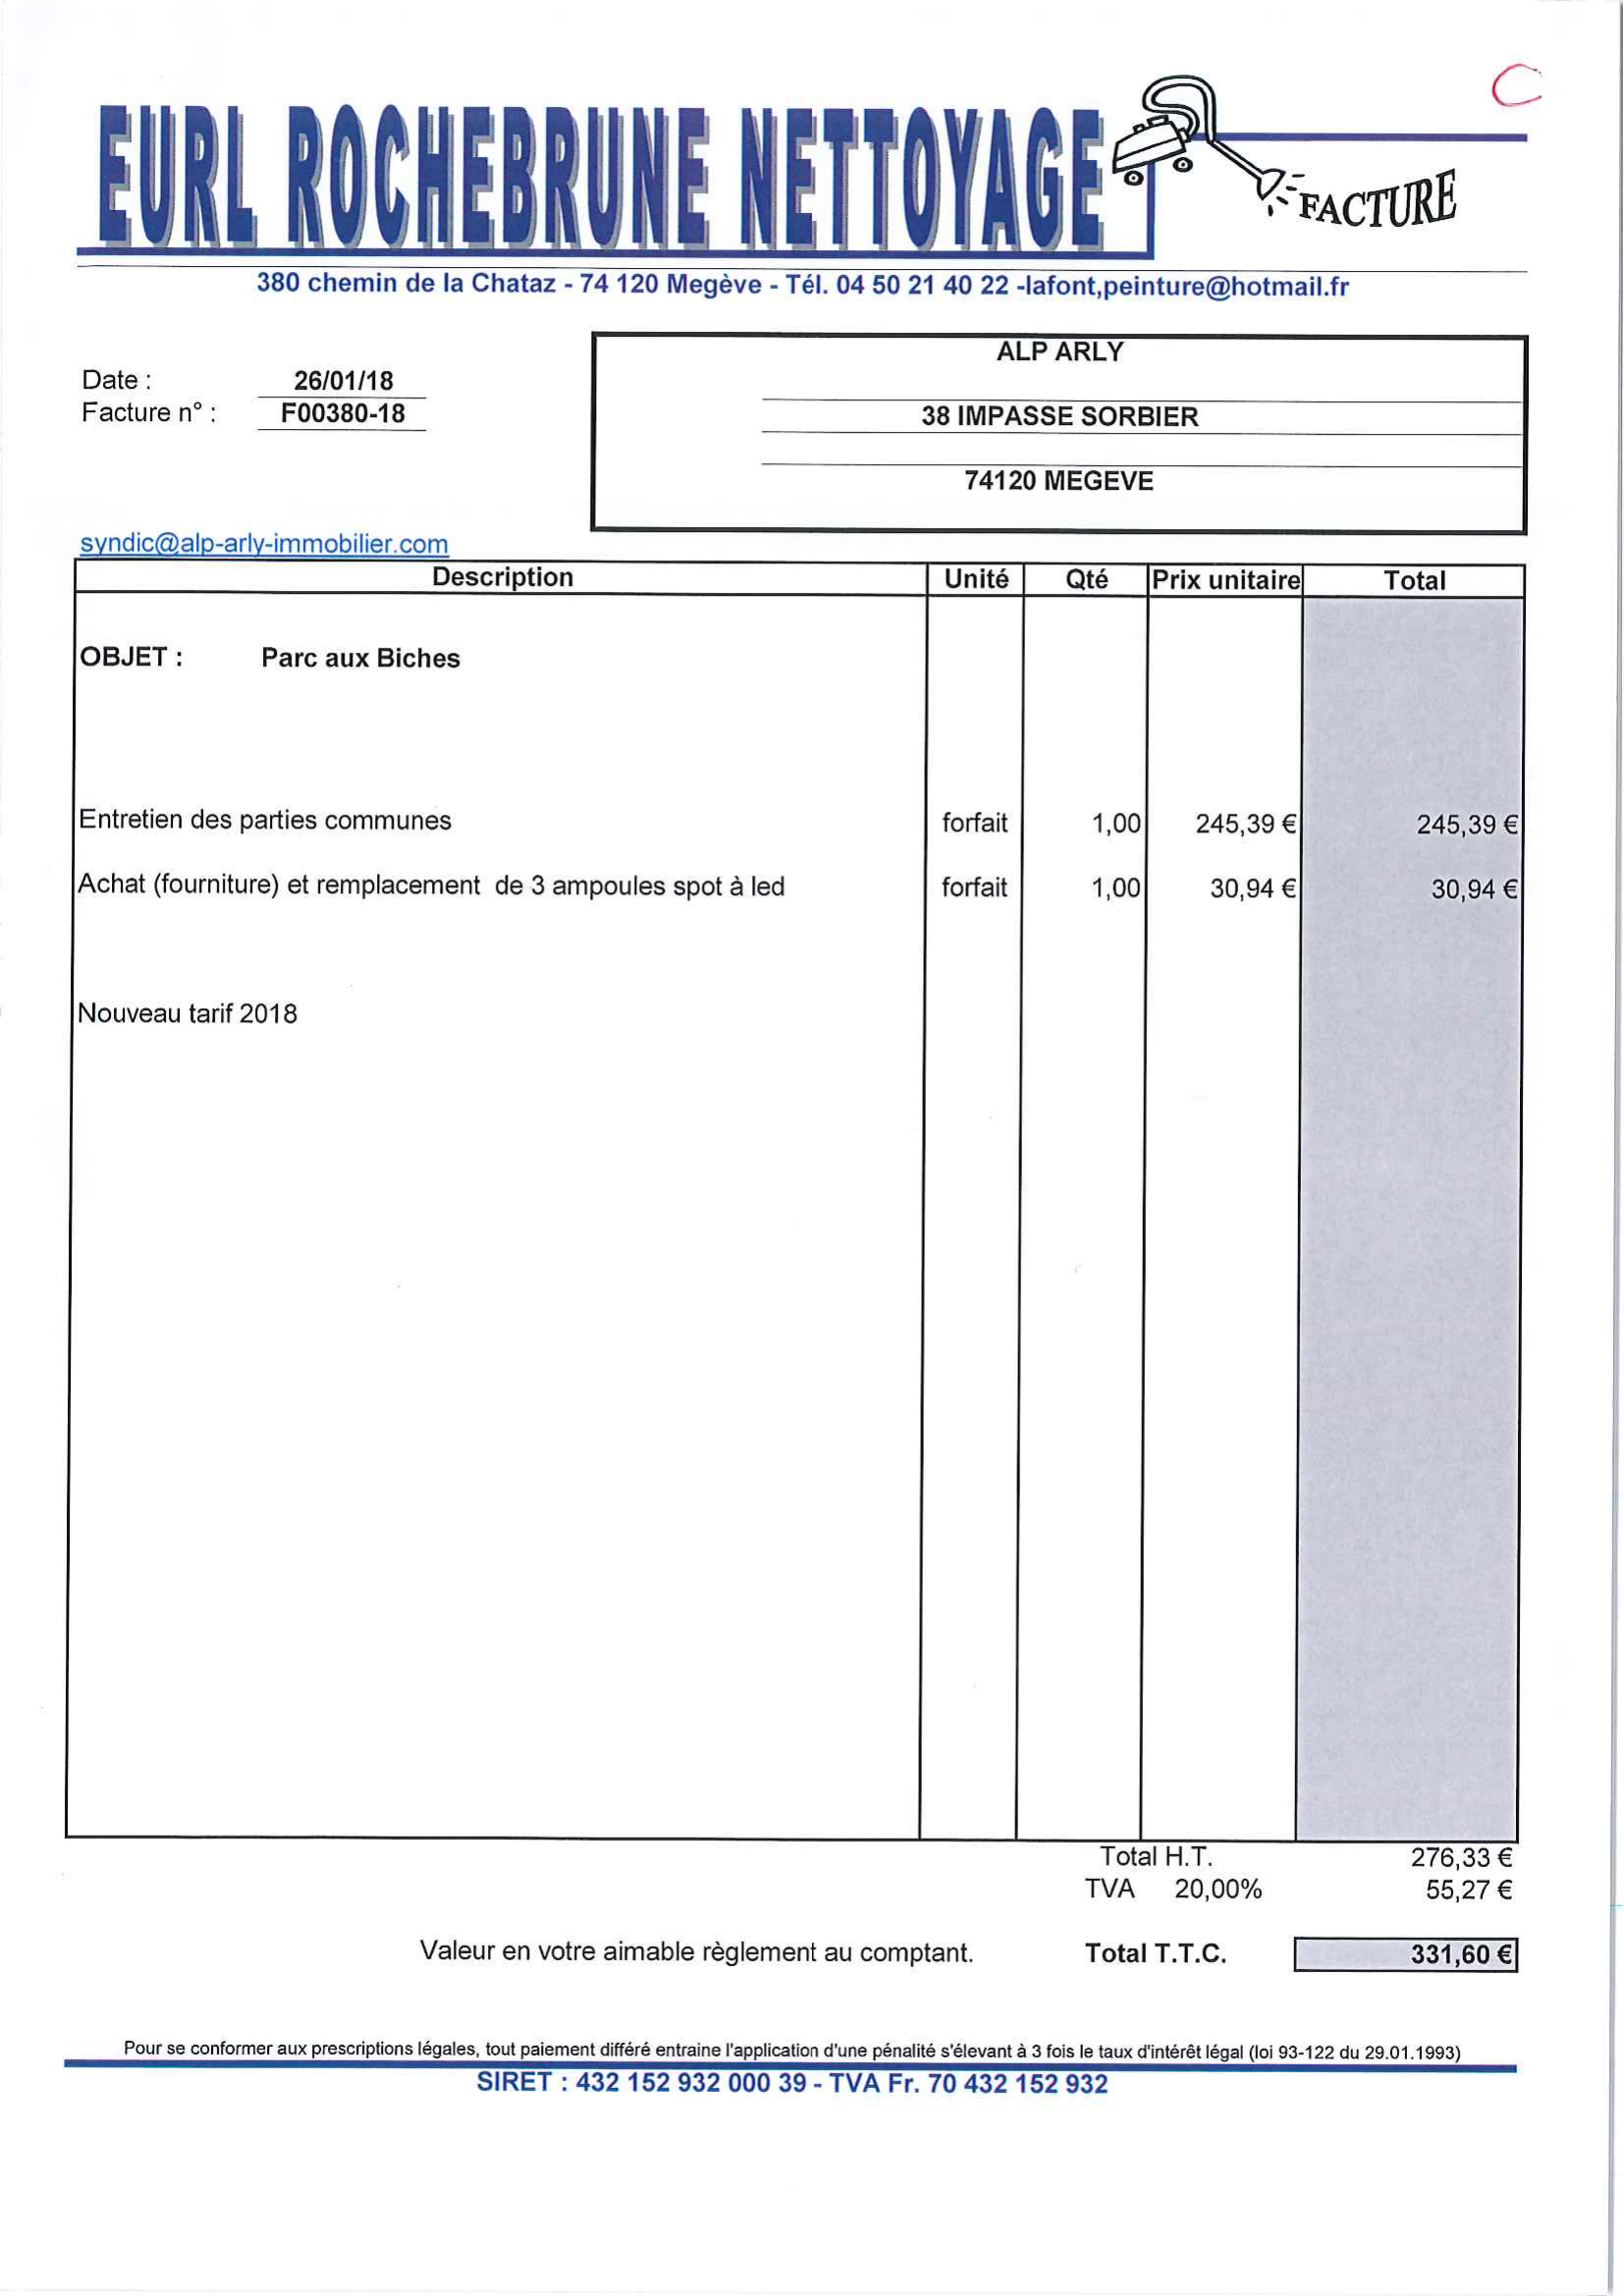 C
EURL ROCHEBRUNE NETTOYAGE
FACTURE
380 chemin de la Chataz - 74 120 Megève - Tél. 04 50 21 40 22 -lafont,peinture@hotmail.fr
ALP ARLY
Date : 26/01/18
Facture n° : F00380-18
38 IMPASSE SORBIER
74120 MEGEVE
syndic@alp-arly-immobilier.com
Description Unité Qté Prix unitaire Total
OBJET : Parc aux Biches
Entretien des parties communes forfait 1,00 245,39 € 245,39 €
Achat (fourniture) et remplacement de 3 ampoules spot à led forfait 1,00 30,94 € 30,94 €
Nouveau tarif 2018
Total H.T. 276,33 €
TVA 20,00% 55,27 €
Valeur en votre aimable règlement au comptant. Total T.T.C. 331,60 €
Pour se conformer aux prescriptions légales, tout paiement différé entraine l'application d'une pénalité s'élevant à 3 fois le taux d'intérêt légal (loi 93-122 du 29.01.1993)
SIRET : 432 152 932 000 39 - TVA Fr. 70 432 152 932